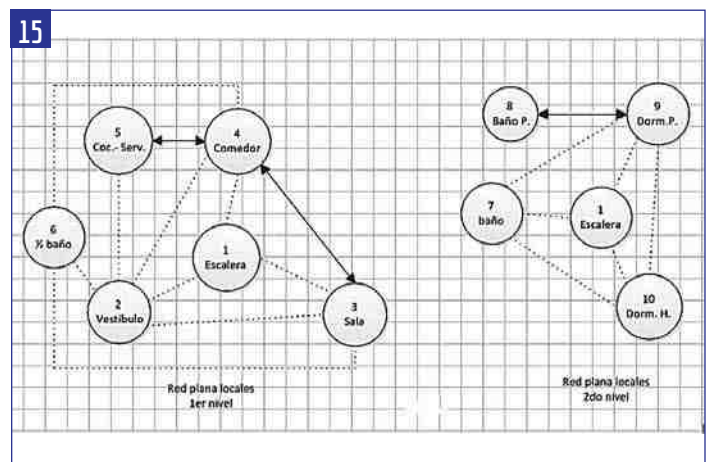 15
5
Coc.- Serv.
4
Comedor
6
½ baño
1
Escalera
2
Vestíbulo
3
Sala
Red plana locales
1er nivel
8
Baño P.
9
Dorm.P.
7
baño
1
Escalera
10
Dorm. H.
Red plana locales
2do nivel